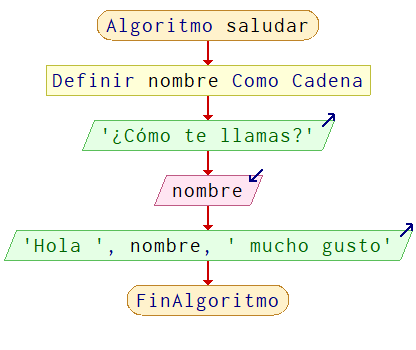 Algoritmo saludar
Definir nombre Como Cadena
'¿Cómo te llamas?'
nombre
'Hola ', nombre, ' mucho gusto'
FinAlgoritmo